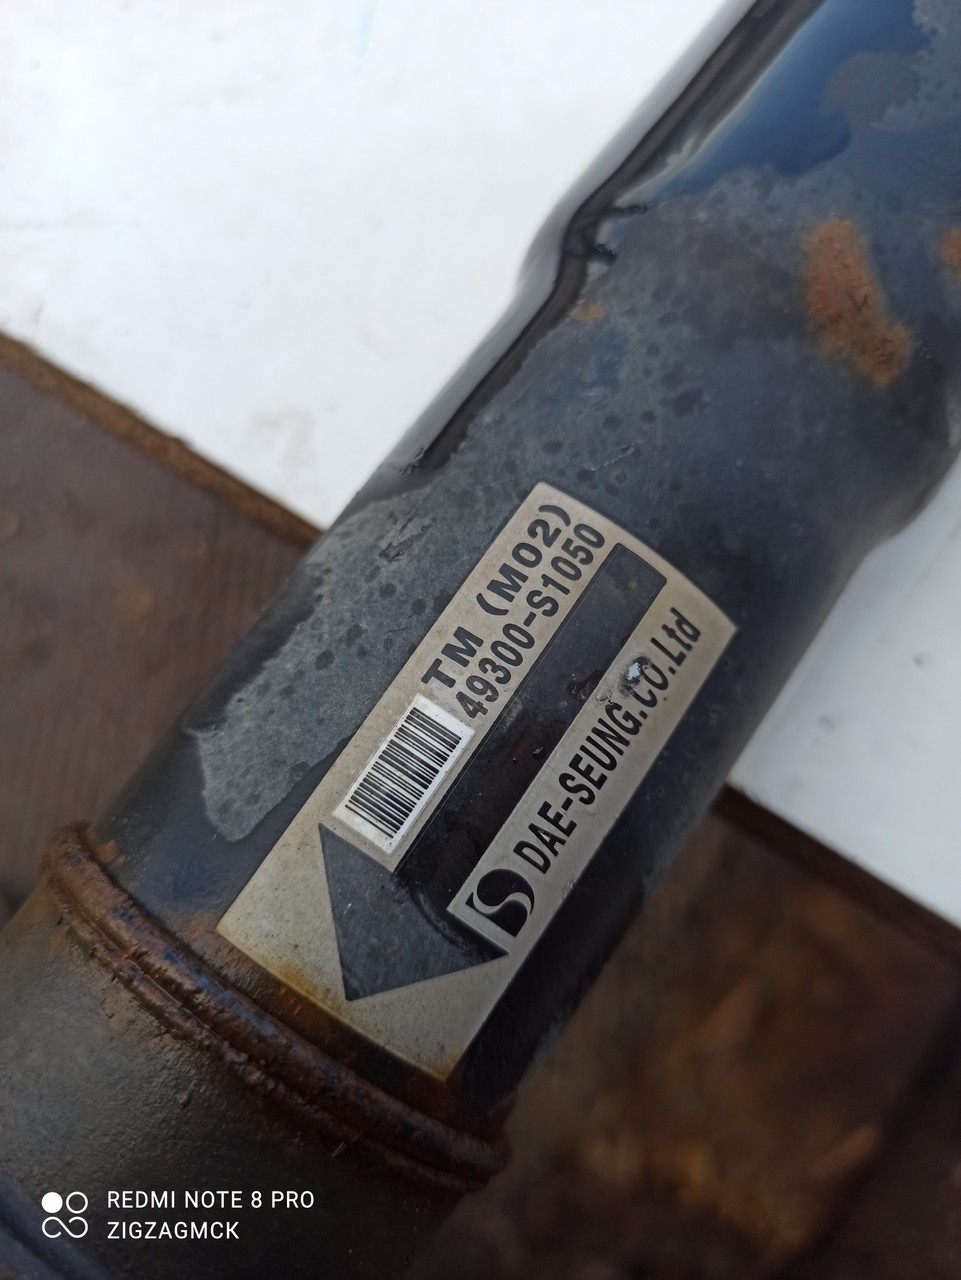 TM (M02)
49300-S1050
DAE-SEUNG.CO.Ltd
REDMI NOTE 8 PRO
ZIGZAGMCK